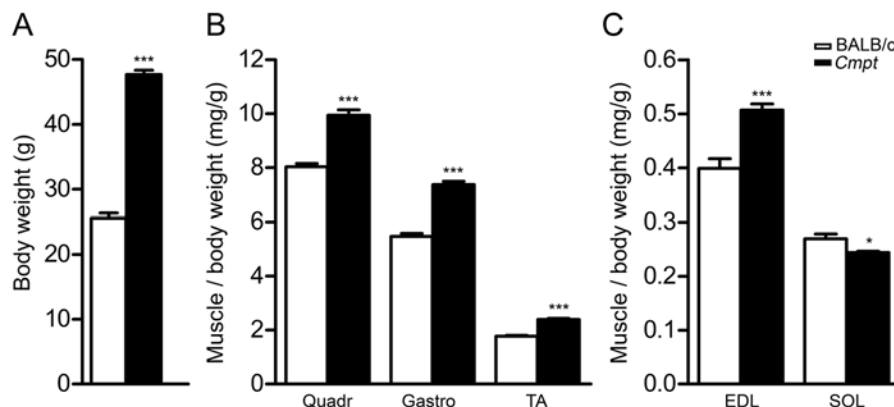 A
Body weight (g)
50
40
30
20
10
0
***
B
Muscle / body weight (mg/g)
12
10
8
6
4
2
0
***
***
***
Quadr Gastro TA
C
Muscle / body weight (mg/g)
0.6
0.5
0.4
0.3
0.2
0.1
0.0
BALB/c
Cmpt
***
*
EDL SOL